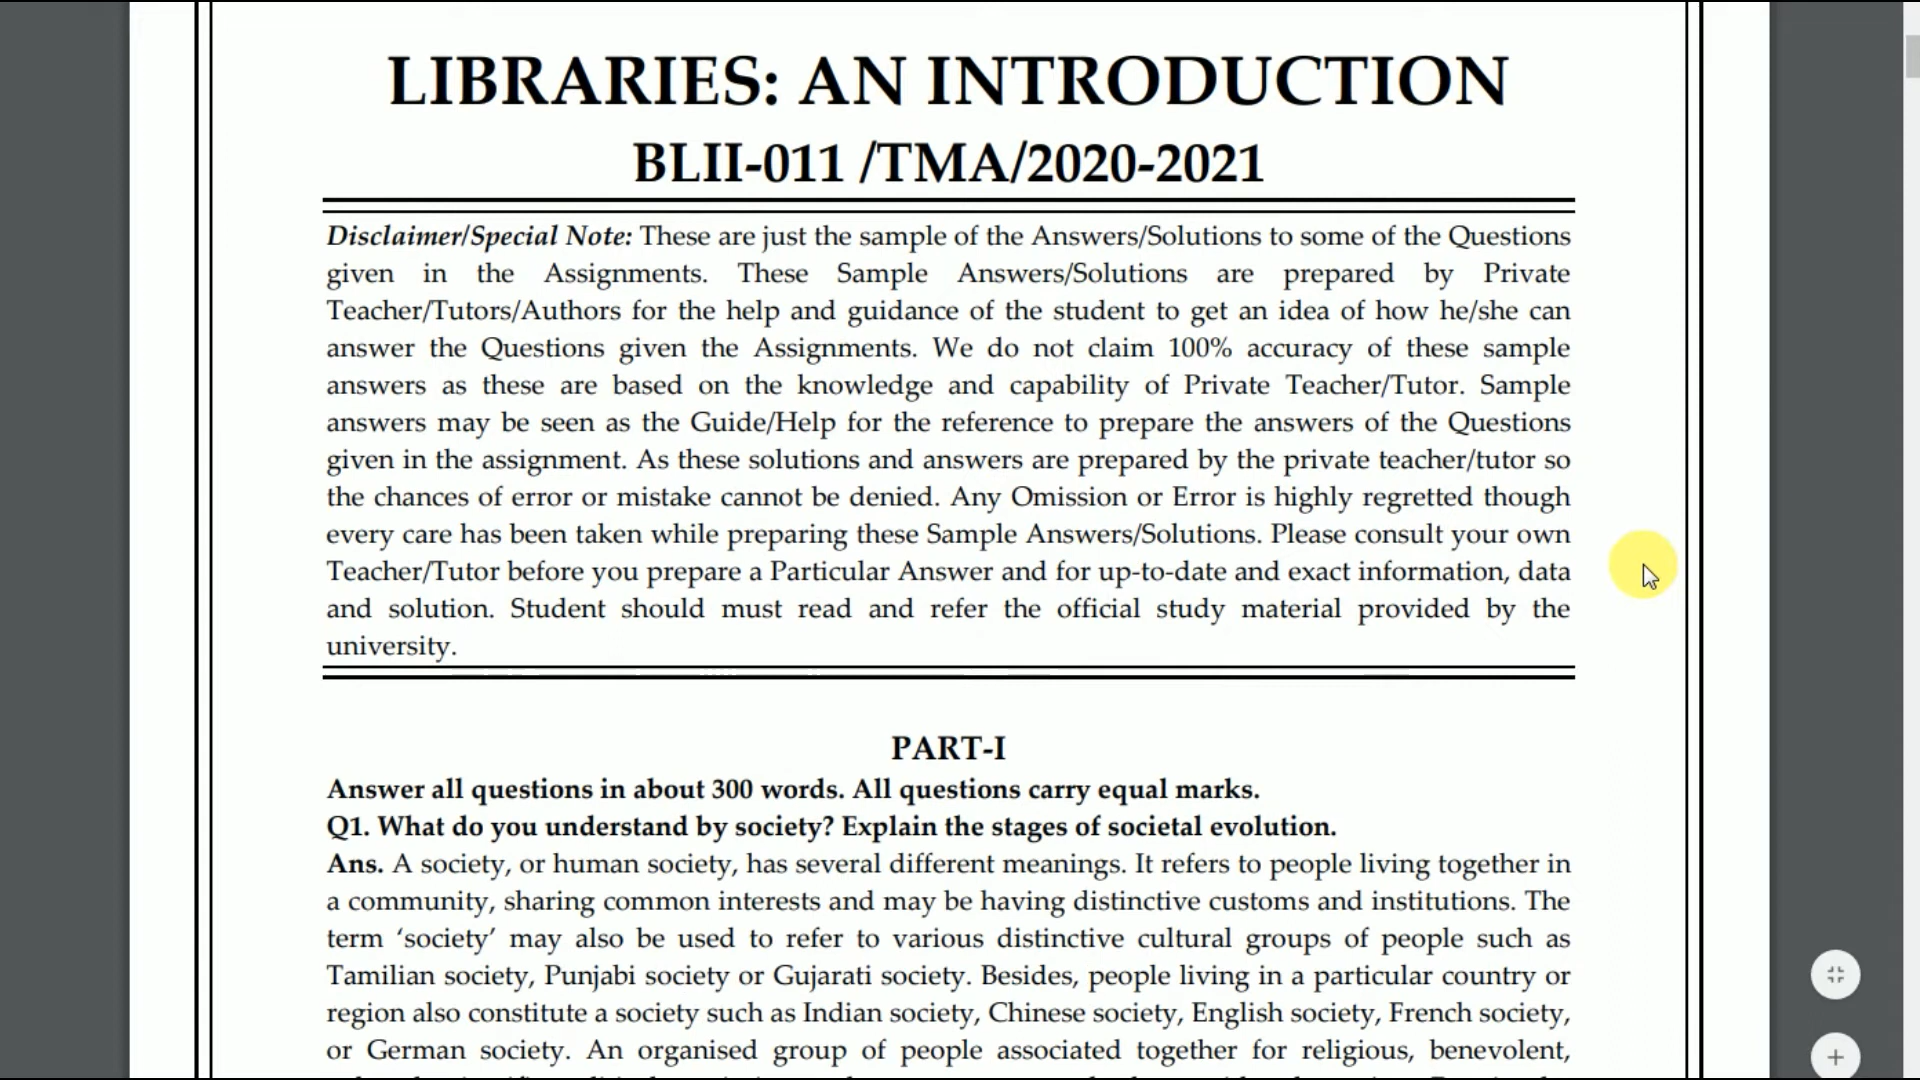 LIBRARIES: AN INTRODUCTION
BLII-011 /TMA/2020-2021
Disclaimer/Special Note: These are just the sample of the Answers/Solutions to some of the Questions
given in the Assignments. These Sample Answers/Solutions are prepared by Private
Teacher/Tutors/Authors for the help and guidance of the student to get an idea of how he/she can
answer the Questions given the Assignments. We do not claim 100% accuracy of these sample
answers as these are based on the knowledge and capability of Private Teacher/Tutor. Sample
answers may be seen as the Guide/Help for the reference to prepare the answers of the Questions
given in the assignment. As these solutions and answers are prepared by the private teacher/tutor so
the chances of error or mistake cannot be denied. Any Omission or Error is highly regretted though
every care has been taken while preparing these Sample Answers/Solutions. Please consult your own
Teacher/Tutor before you prepare a Particular Answer and for up-to-date and exact information, data
and solution. Student should must read and refer the official study material provided by the
university.
PART-I
Answer all questions in about 300 words. All questions carry equal marks.
Q1. What do you understand by society? Explain the stages of societal evolution.
Ans. A society, or human society, has several different meanings. It refers to people living together in
a community, sharing common interests and may be having distinctive customs and institutions. The
term ‘society’ may also be used to refer to various distinctive cultural groups of people such as
Tamilian society, Punjabi society or Gujarati society. Besides, people living in a particular country or
region also constitute a society such as Indian society, Chinese society, English society, French society,
or German society. An organised group of people associated together for religious, benevolent,